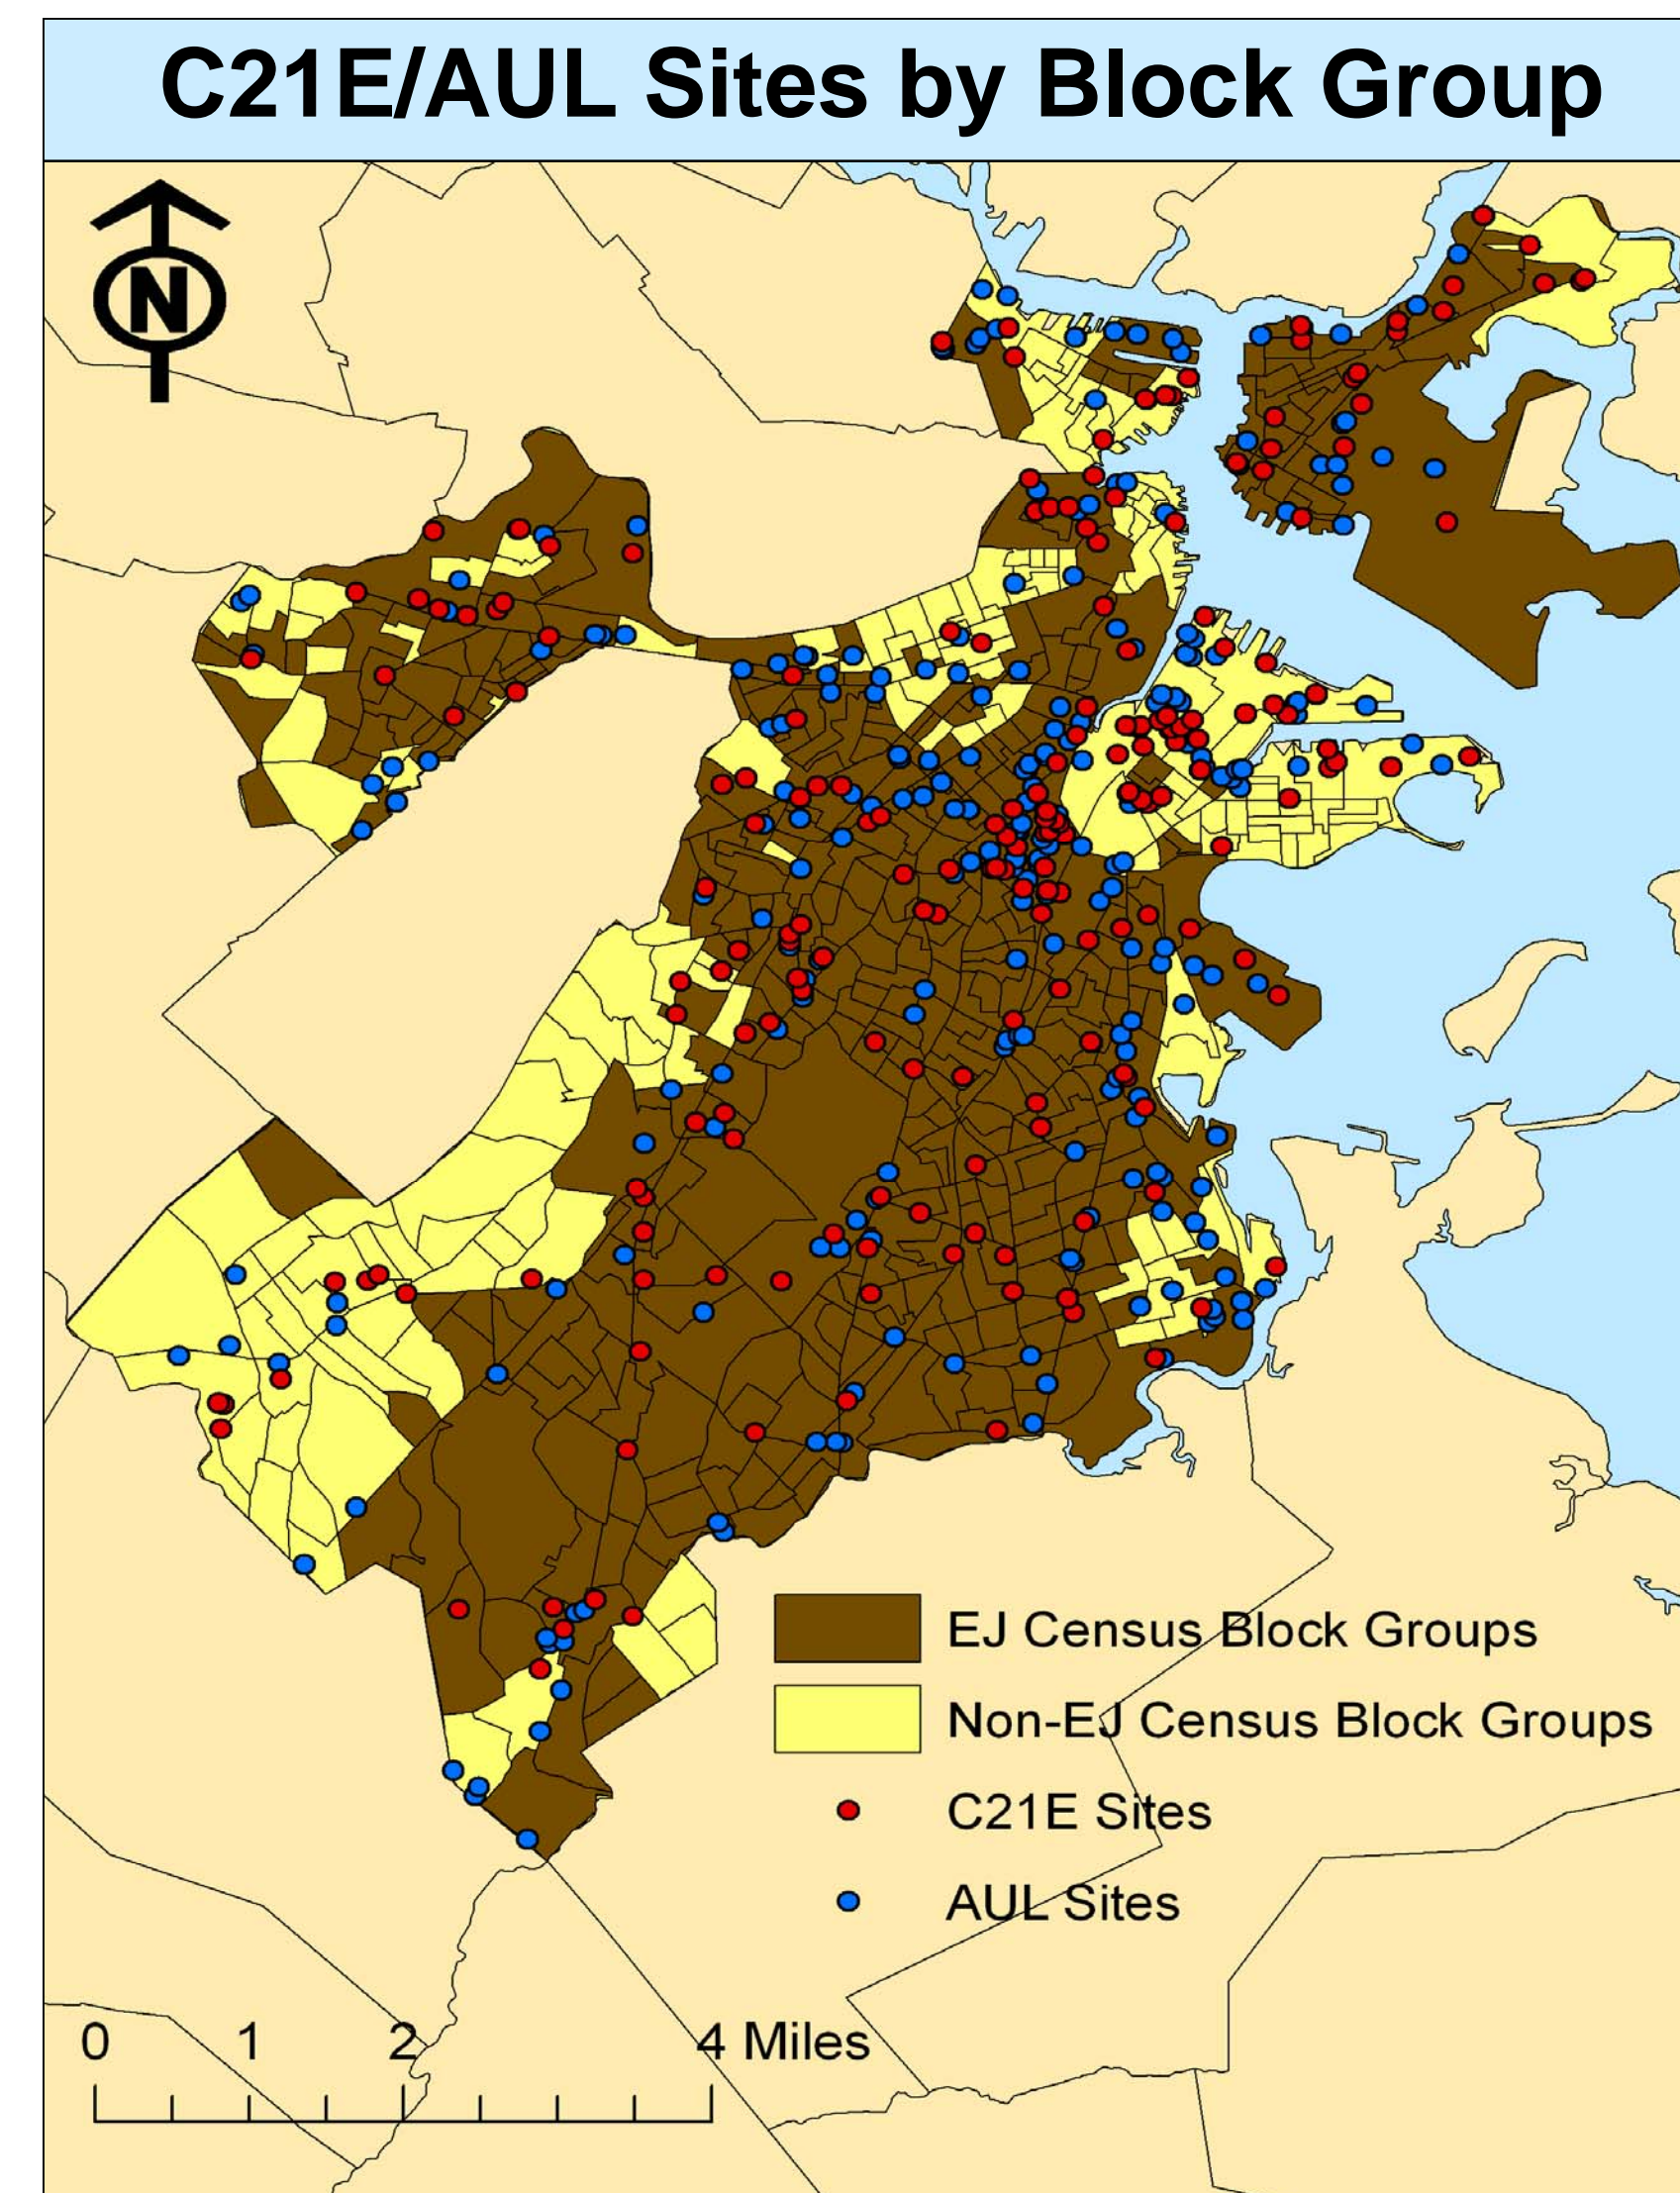 C21E/AUL Sites by Block Group
N
EJ Census Block Groups
Non-EJ Census Block Groups
C21E Sites
AUL Sites
0 1 2 4 Miles